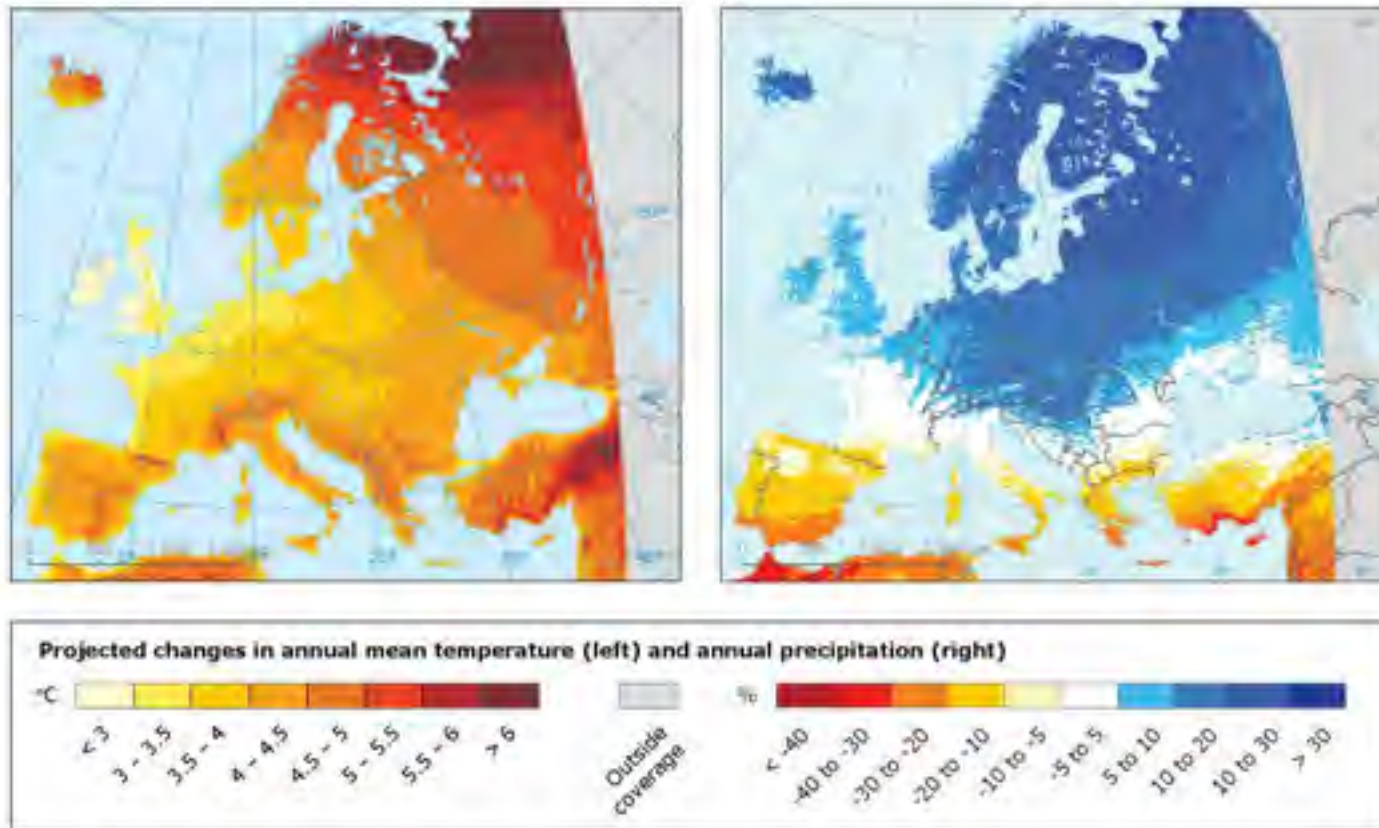 Projected changes in annual mean temperature (left) and annual precipitation (right)
°C
< 3
3 – 3.5
3.5 – 4
4 – 4.5
4.5 – 5
5 – 5.5
5.5 – 6
> 6
Outside
coverage
%
< -40
-40 to -30
-30 to -20
-20 to -10
-10 to -5
-5 to 5
5 to 10
10 to 20
10 to 30
> 30